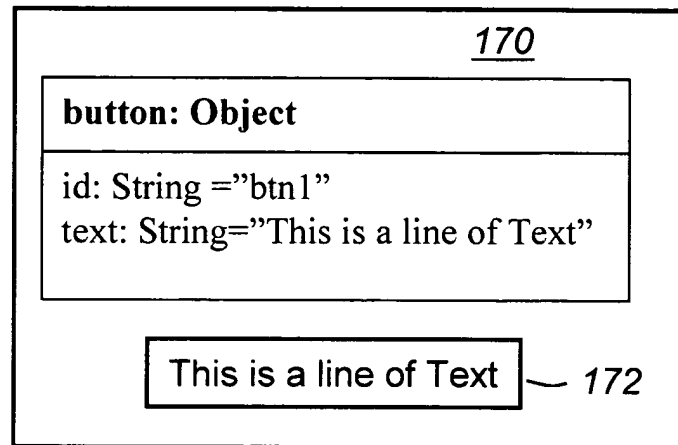 170
button: Object
id: String =”btn1”
text: String=”This is a line of Text”
This is a line of Text
172